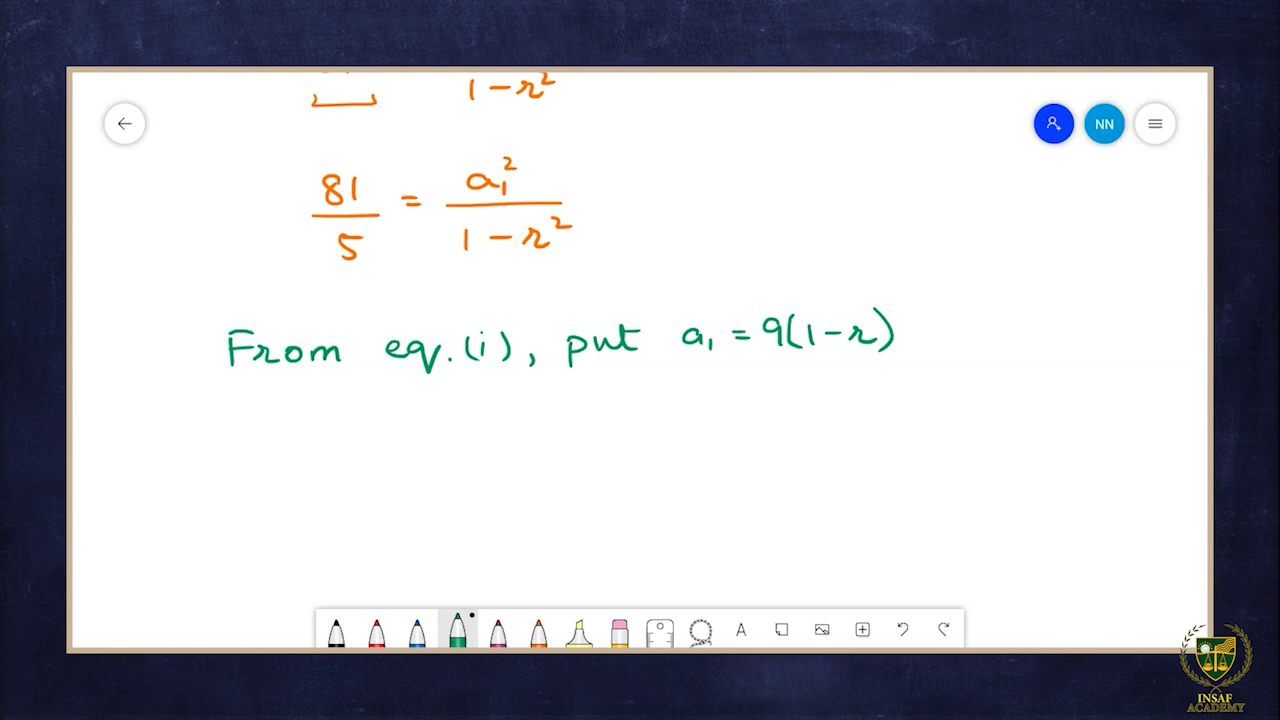 1 - r²
NN
81/5 = a₁²/(1 - r²)
From eq.(i), put a₁ = 9(1-r)
A
INSAF
ACADEMY